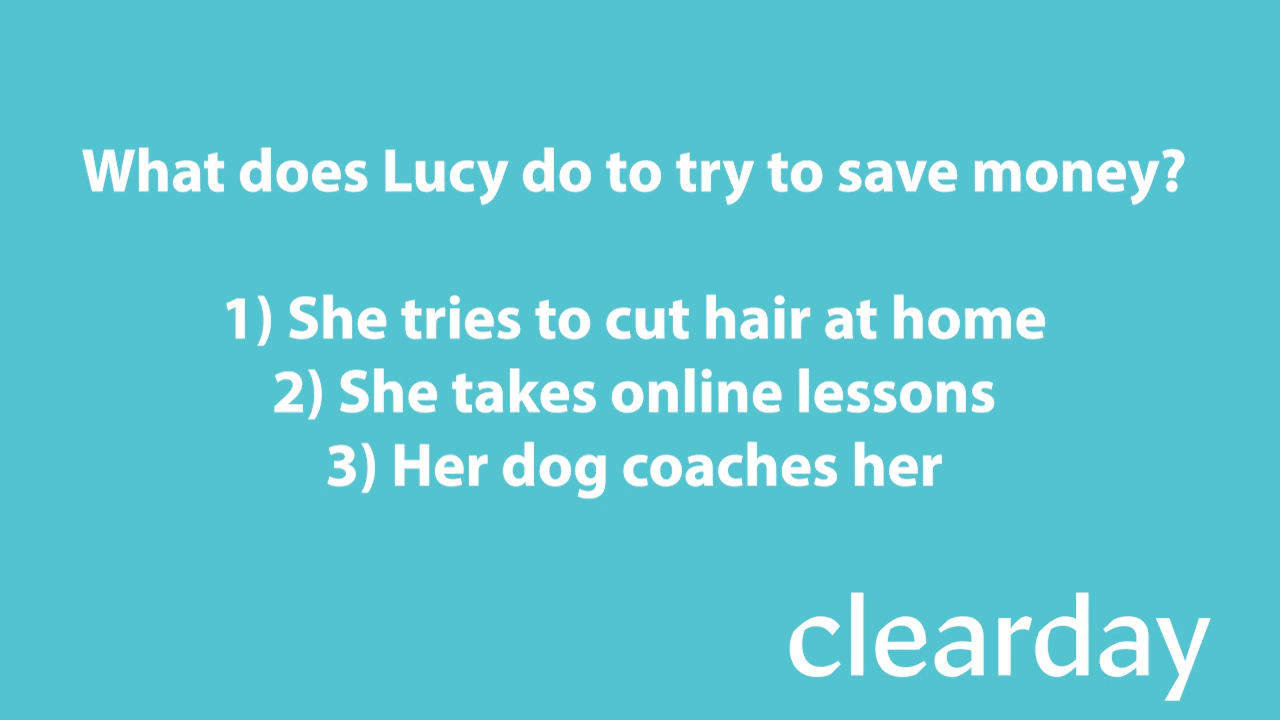 What does Lucy do to try to save money?
1) She tries to cut hair at home
2) She takes online lessons
3) Her dog coaches her
clearday